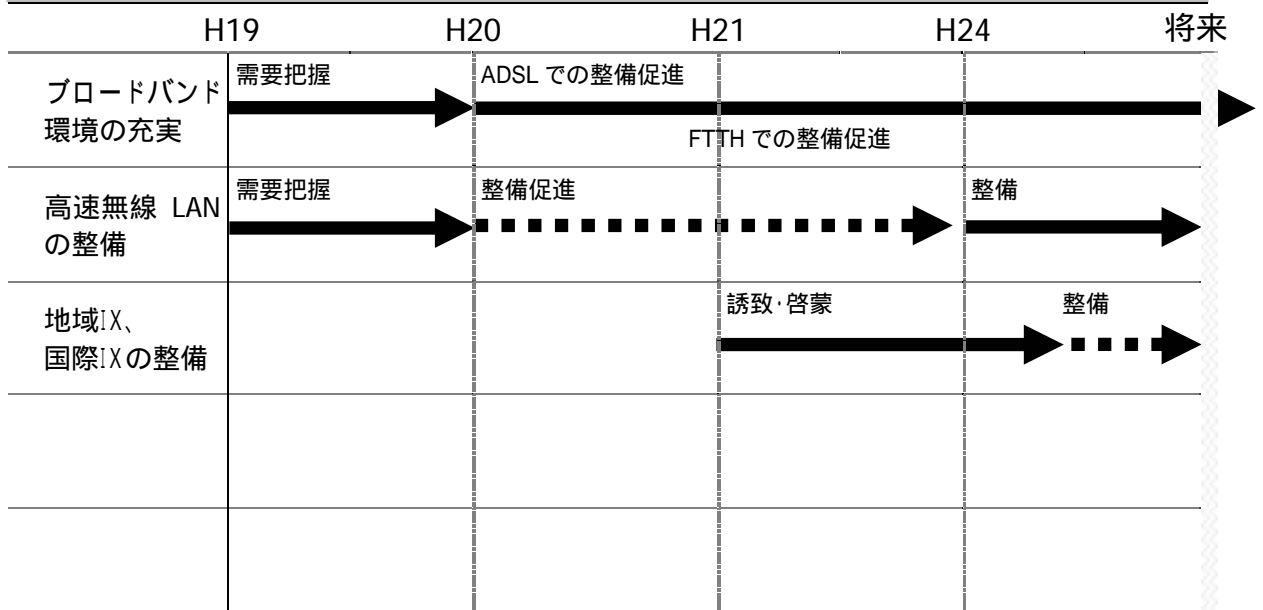 H19 H20 H21 H24 将来
ブロードバンド
環境の充実
需要把握
ADSL での整備促進
FTTH での整備促進
高速無線 LAN
の整備
需要把握
整備促進
整備
地域IX、
国際IXの整備
誘致・啓蒙
整備